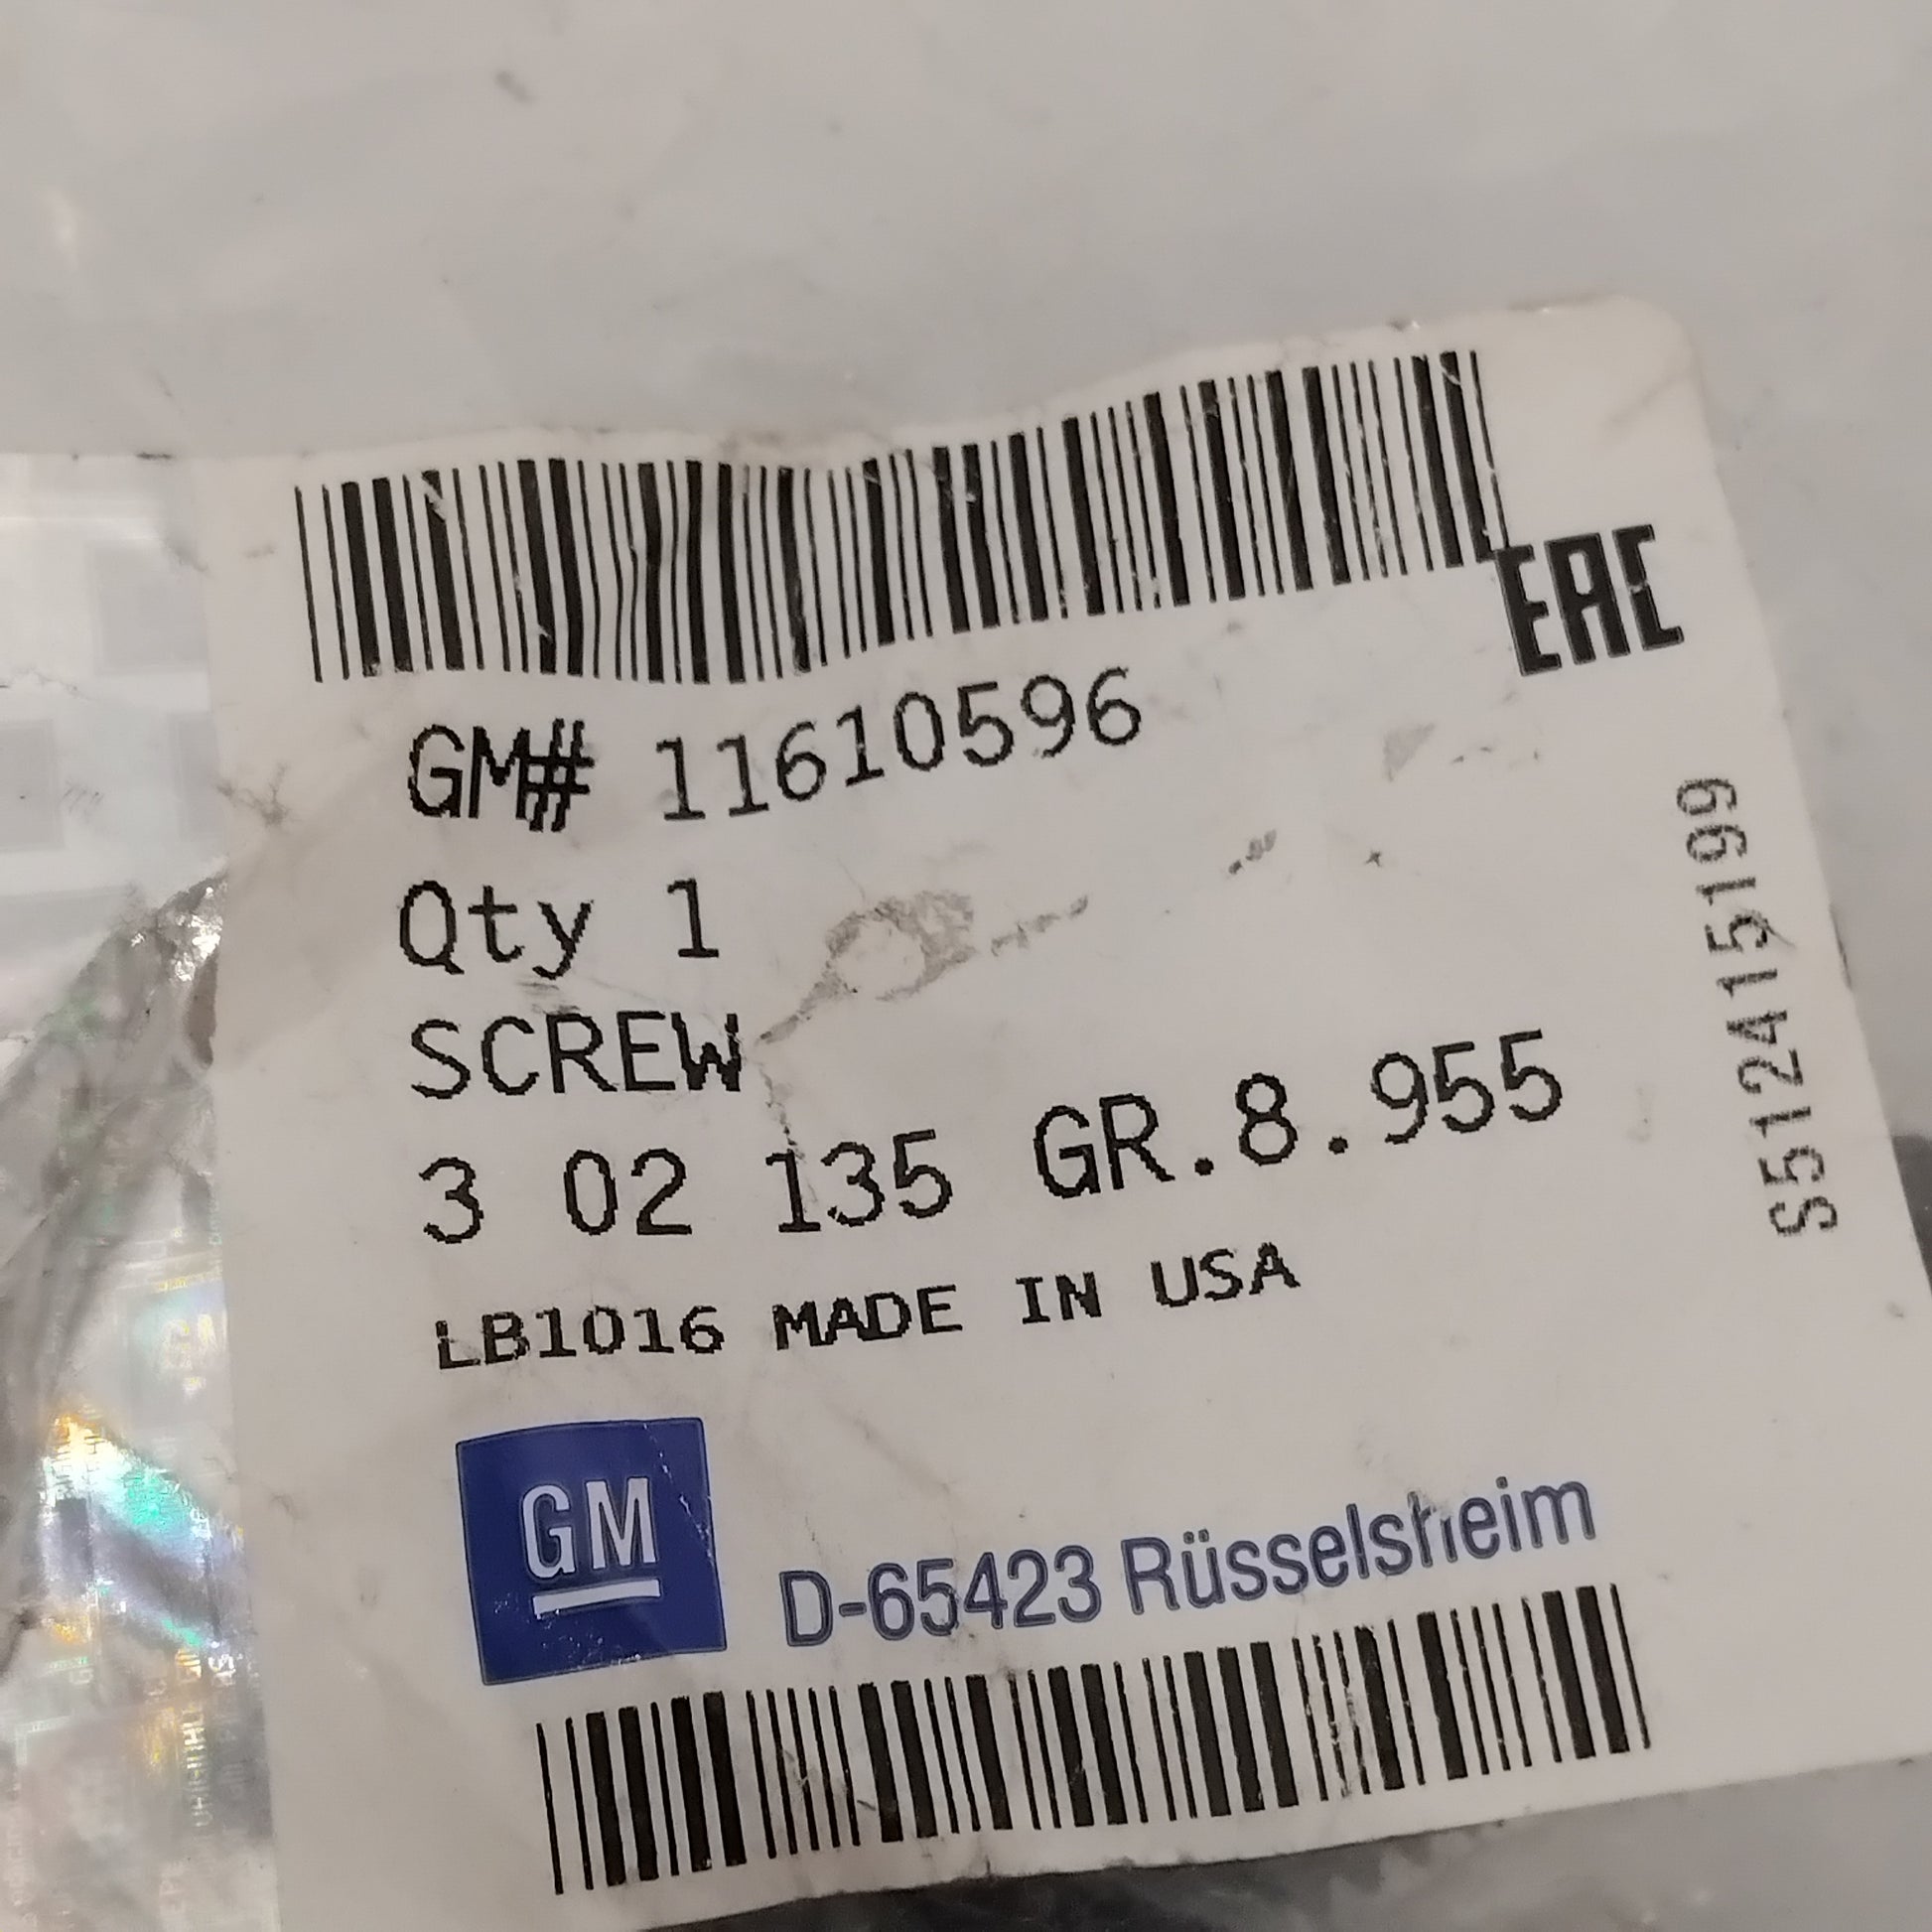 EAC
GM# 11610596
Qty 1
SCREW
3 02 135 GR.8.955
LB1016 MADE IN USA
S512415199
GM
D-65423 Rüsselsheim